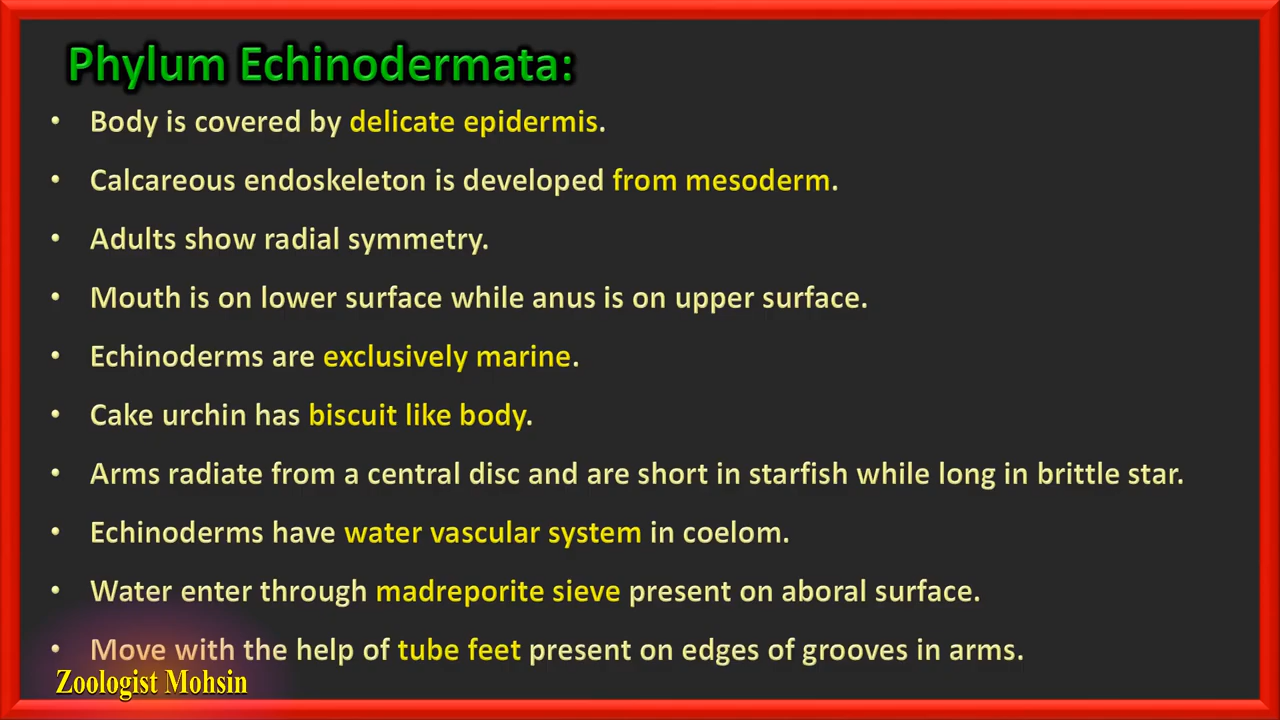 Phylum Echinodermata:
• Body is covered by delicate epidermis.
• Calcareous endoskeleton is developed from mesoderm.
• Adults show radial symmetry.
• Mouth is on lower surface while anus is on upper surface.
• Echinoderms are exclusively marine.
• Cake urchin has biscuit like body.
• Arms radiate from a central disc and are short in starfish while long in brittle star.
• Echinoderms have water vascular system in coelom.
• Water enter through madreporite sieve present on aboral surface.
• Move with the help of tube feet present on edges of grooves in arms.
Zoologist Mohsin